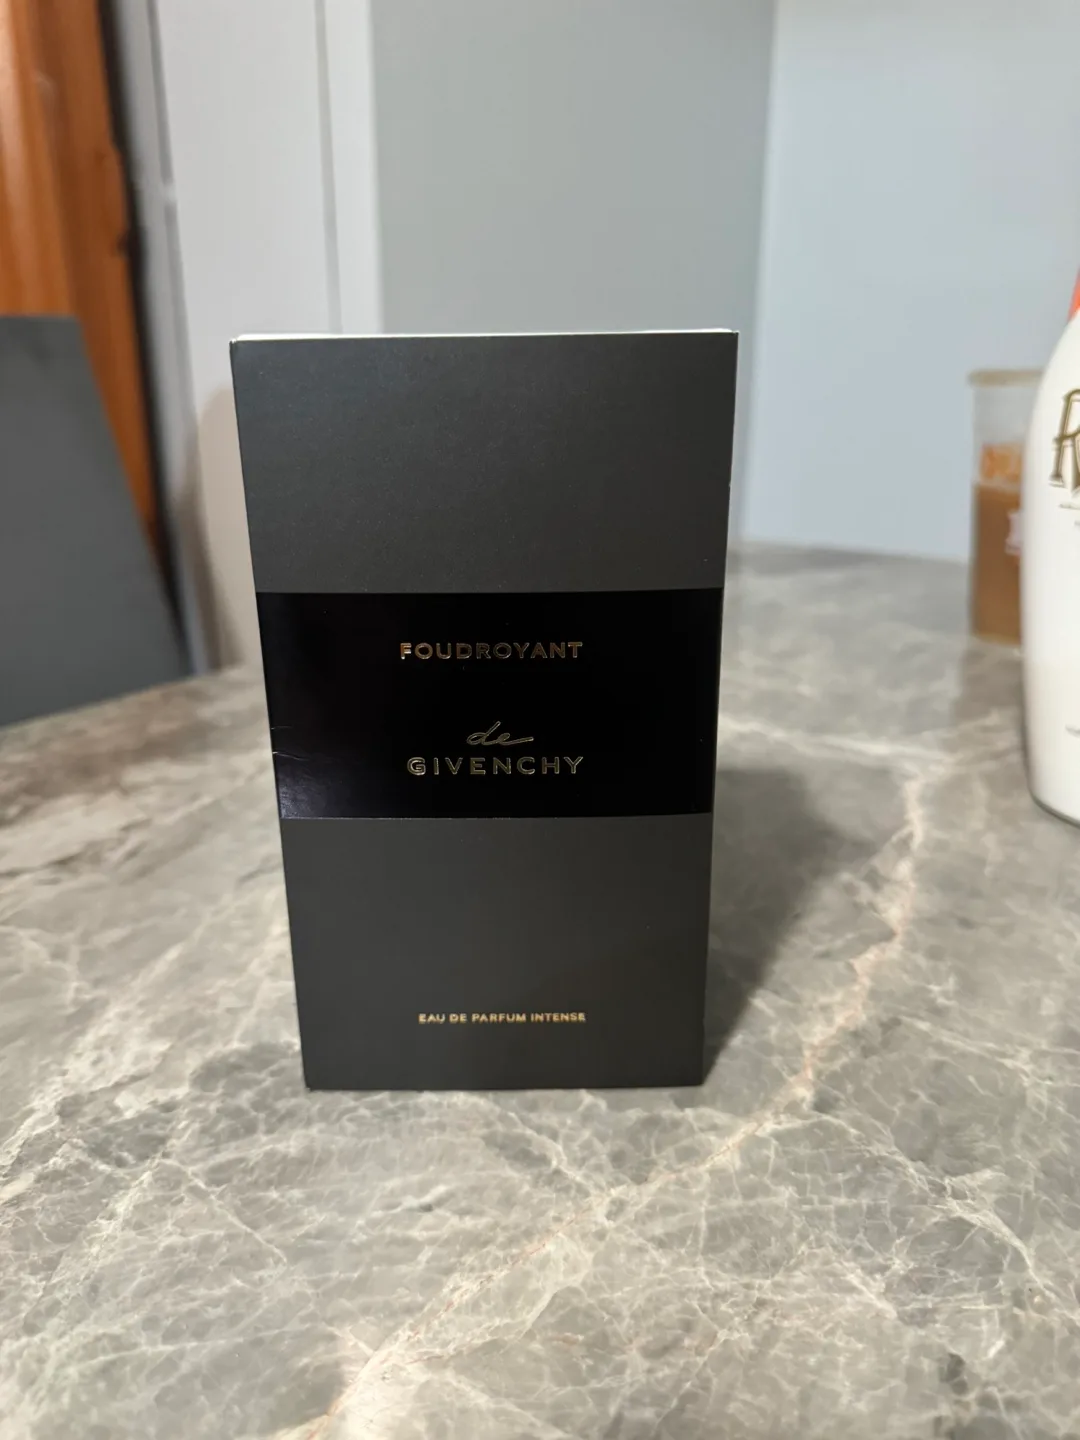 FOUDROYANT
de
GIVENCHY
EAU DE PARFUM INTENSE